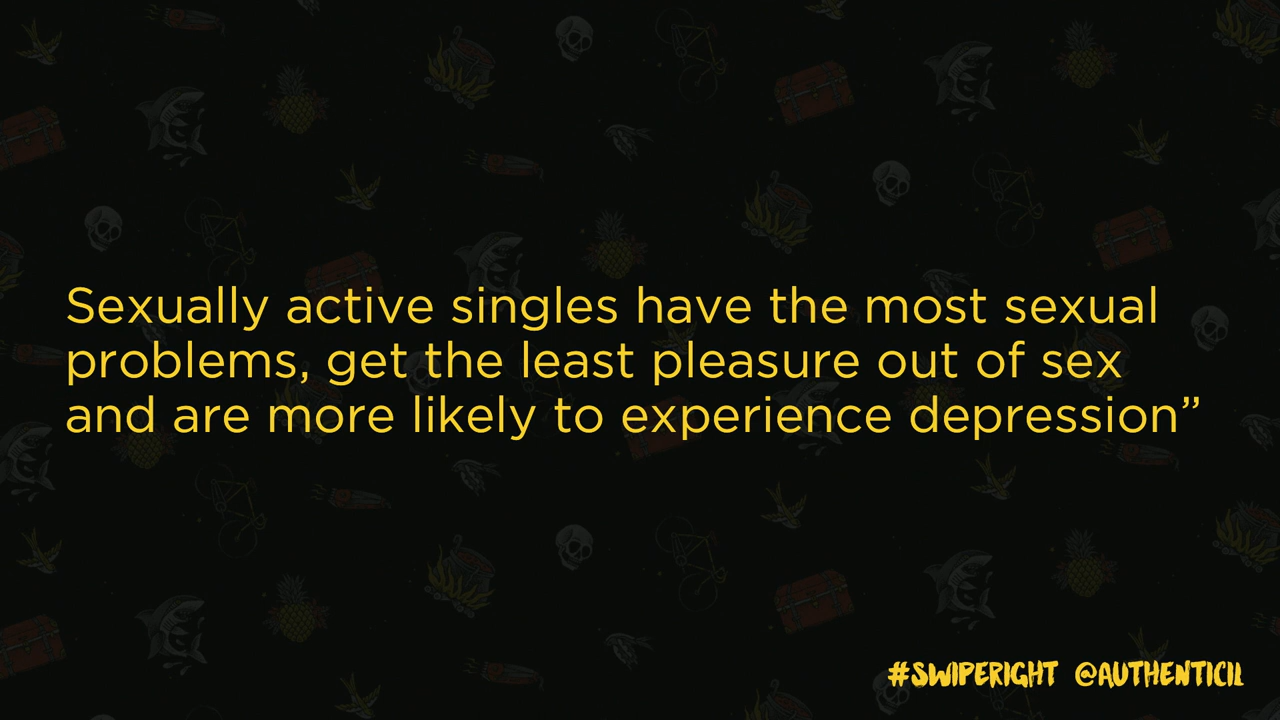 Sexually active singles have the most sexual
problems, get the least pleasure out of sex
and are more likely to experience depression”
#SWIPERIGHT @AUTHENTICIL